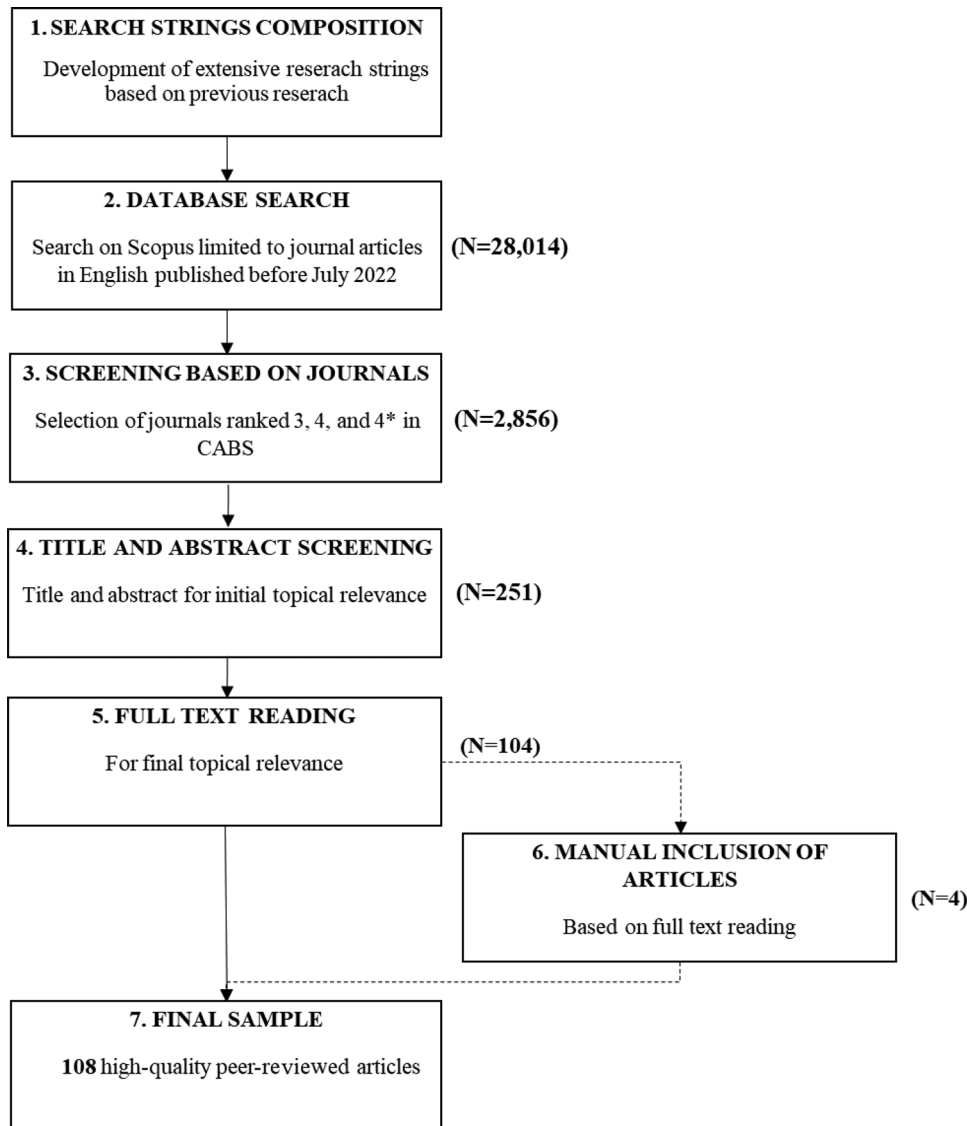 1. SEARCH STRINGS COMPOSITION
Development of extensive reserach strings
based on previous reserach
2. DATABASE SEARCH
Search on Scopus limited to journal articles
in English published before July 2022
(N=28,014)
3. SCREENING BASED ON JOURNALS
Selection of journals ranked 3, 4, and 4* in
CABS
(N=2,856)
4. TITLE AND ABSTRACT SCREENING
Title and abstract for initial topical relevance
(N=251)
5. FULL TEXT READING
For final topical relevance
(N=104)
6. MANUAL INCLUSION OF
ARTICLES
Based on full text reading
(N=4)
7. FINAL SAMPLE
108 high-quality peer-reviewed articles